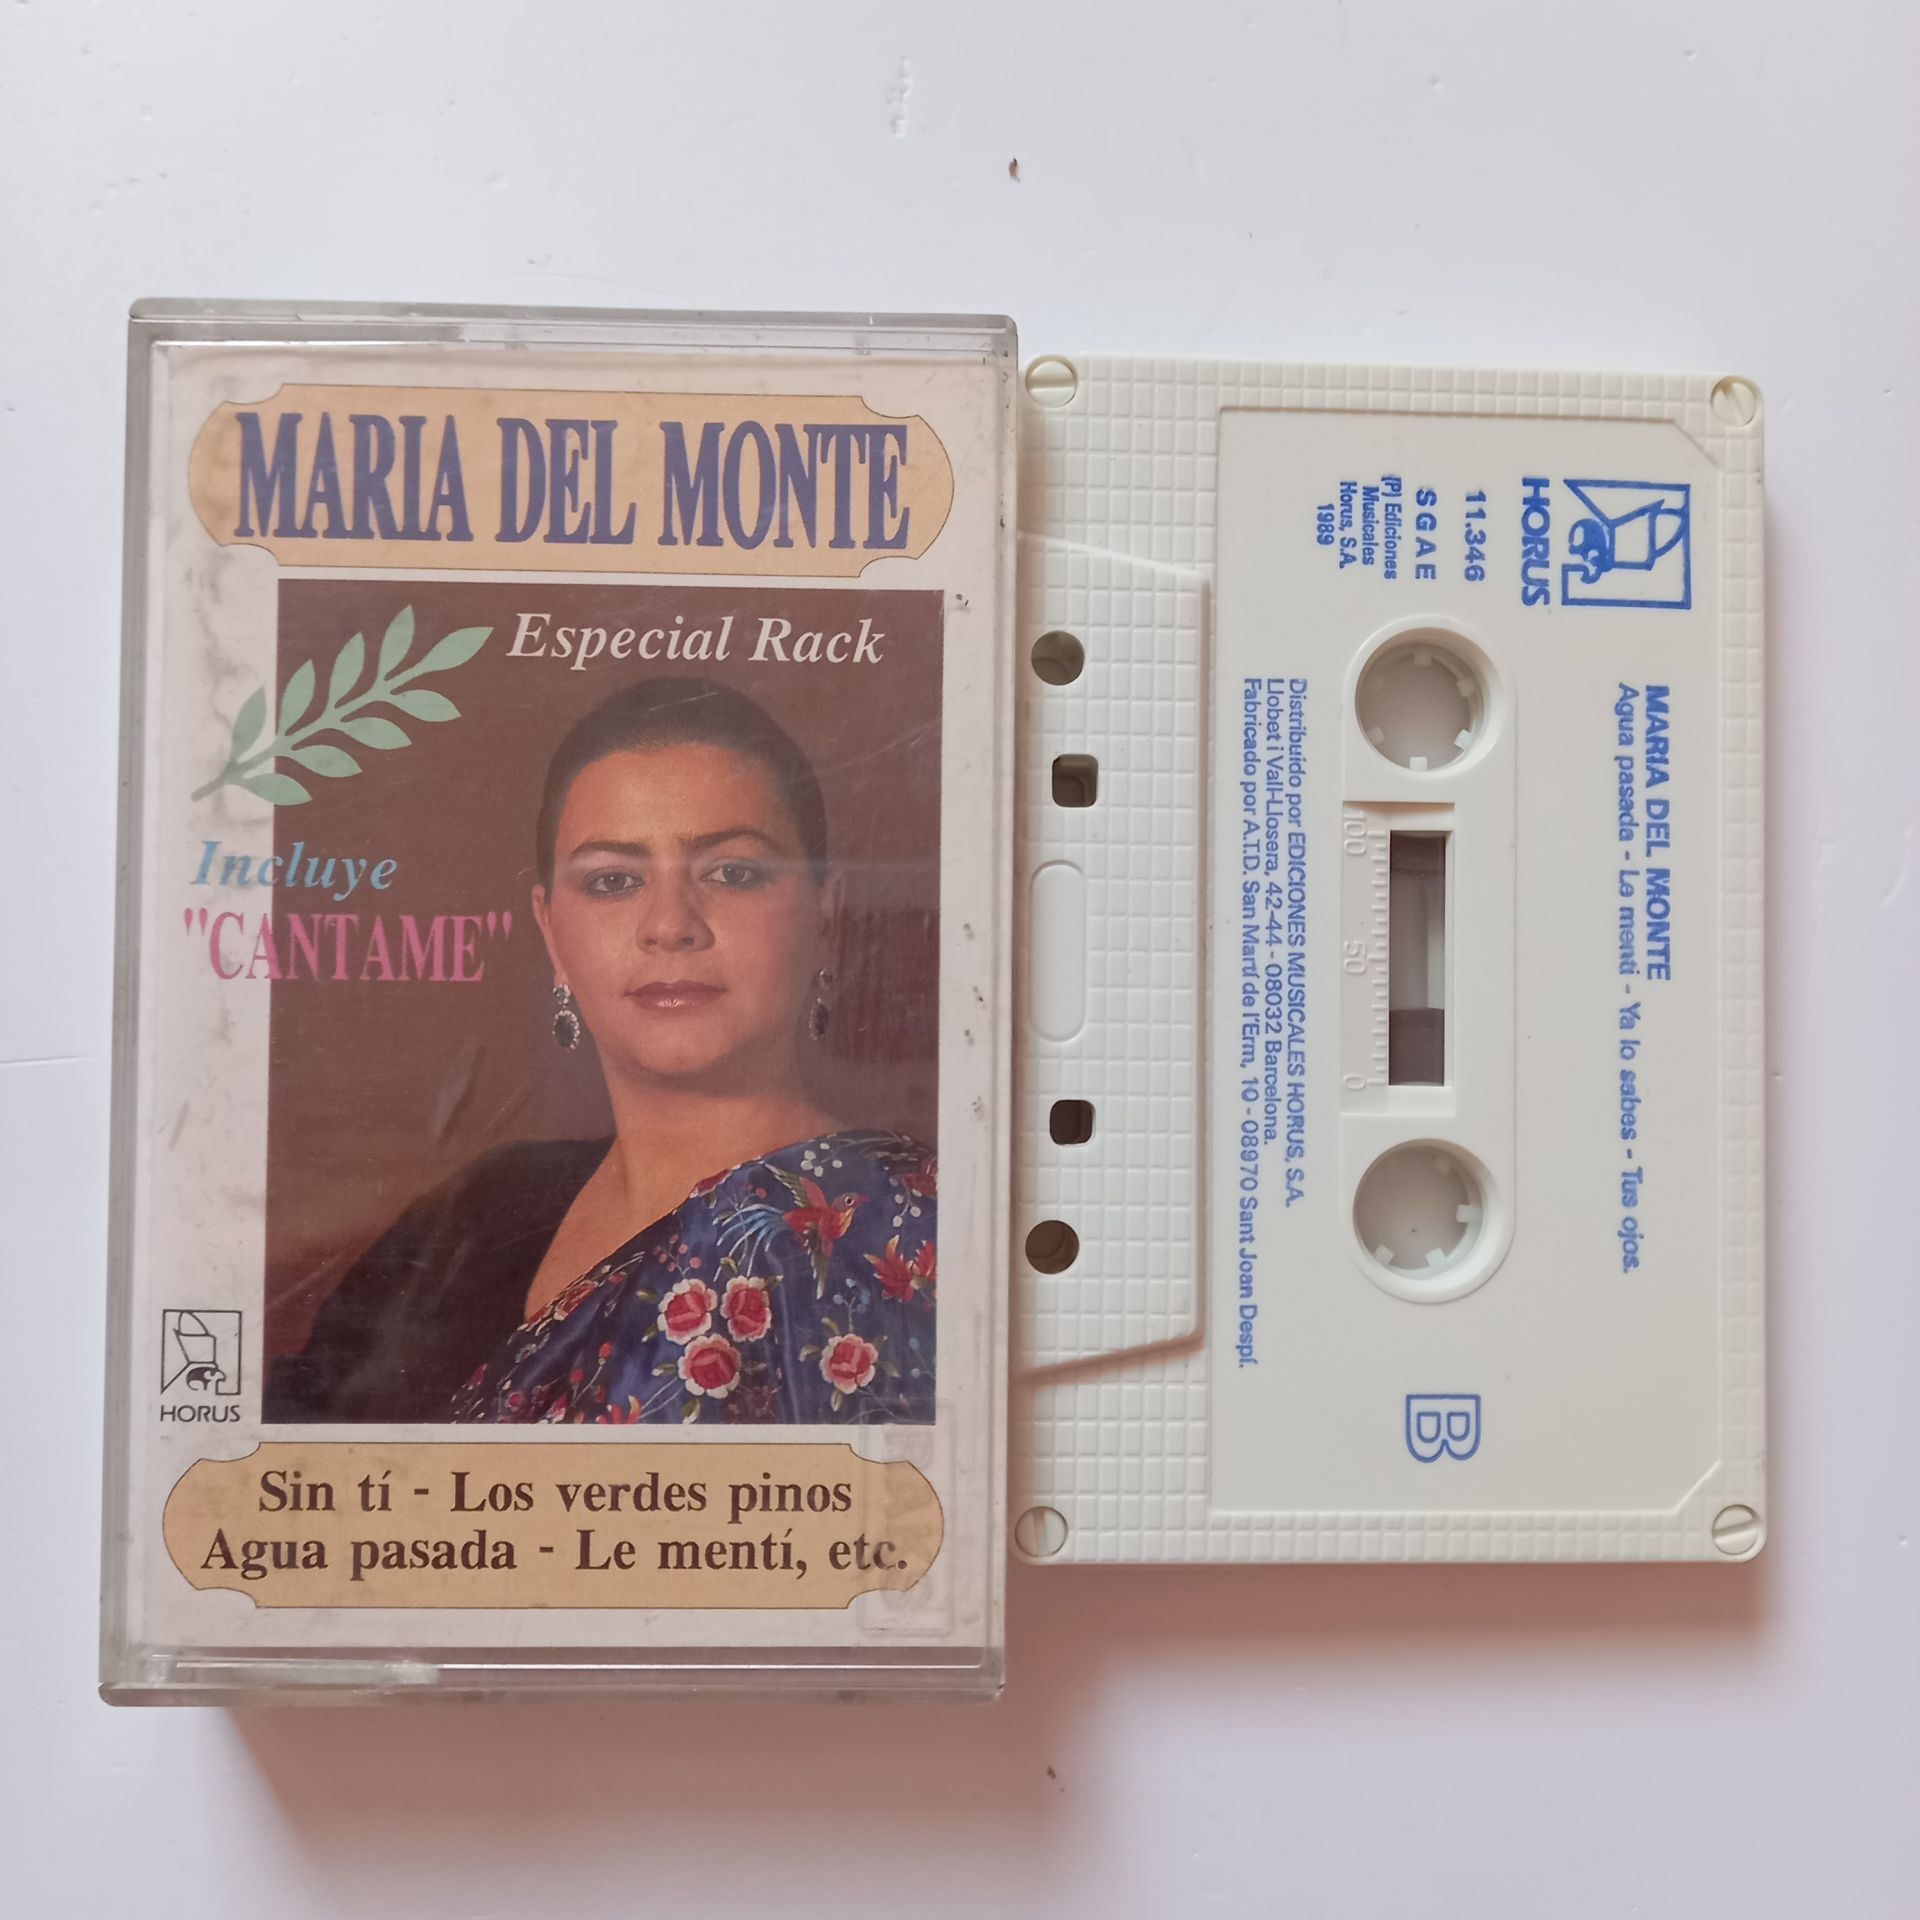 MARIA DEL MONTE
Especial Rack
Incluye
"CANTAME"
HORUS
Sin tí - Los verdes pinos
Agua pasada - Le mentí, etc.
RAKS
HORUS
11.346
S G A E
(P) Ediciones
Musicales
Horus, S.A.
1989
MARIA DEL MONTE
Agua pasada - Le menti - Ya lo sabes - Tus ojos.
100 50 0
Distribuido por EDICIONES MUSICALES HORUS, S.A.
Llobet i Vall-Llosera, 42-44 - 08032 Barcelona.
Fabricado por A.T.D. San Martí de l'Erm, 10 - 08970 Sant Joan Despí.
B